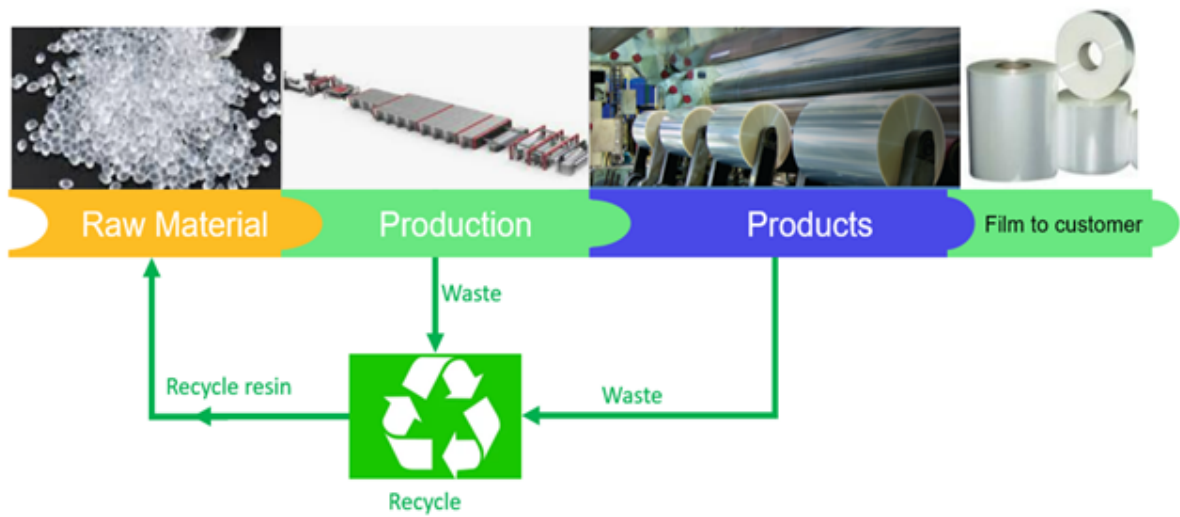 Raw Material
Production
Products
Film to customer
Waste
Recycle resin
Waste
Recycle